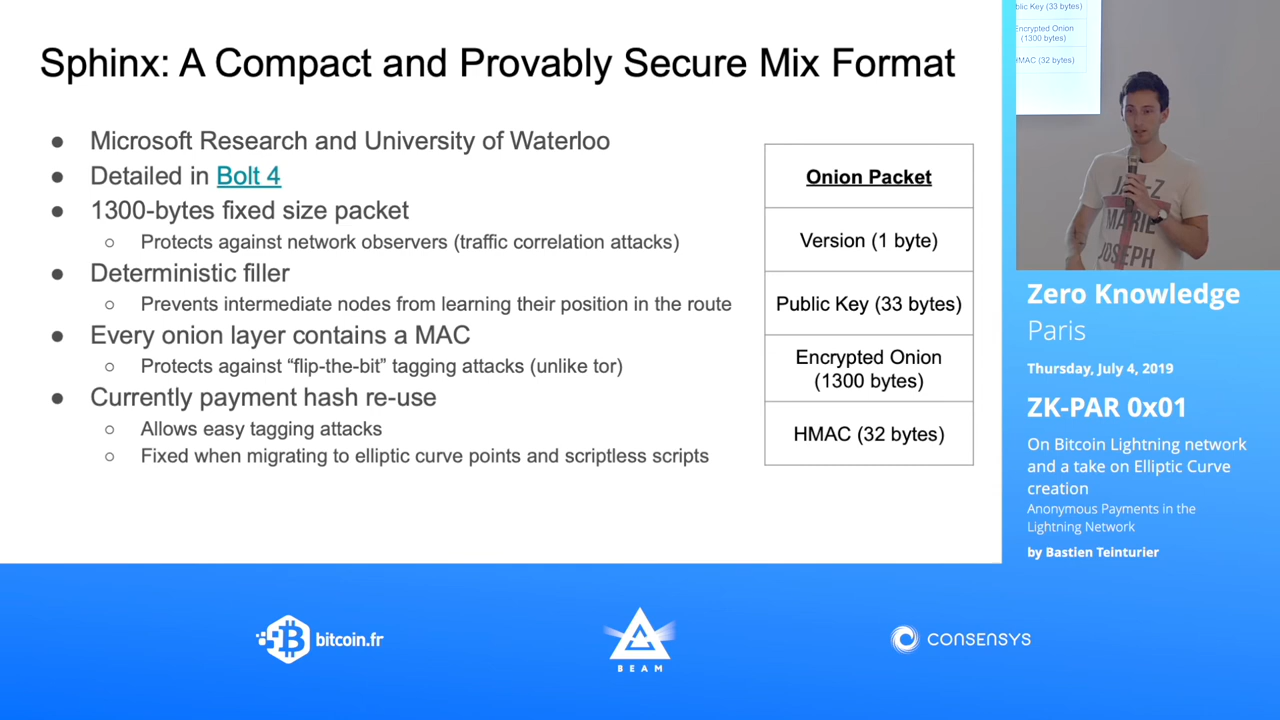 Sphinx: A Compact and Provably Secure Mix Format
● Microsoft Research and University of Waterloo
● Detailed in Bolt 4
● 1300-bytes fixed size packet
○ Protects against network observers (traffic correlation attacks)
● Deterministic filler
○ Prevents intermediate nodes from learning their position in the route
● Every onion layer contains a MAC
○ Protects against “flip-the-bit” tagging attacks (unlike tor)
● Currently payment hash re-use
○ Allows easy tagging attacks
○ Fixed when migrating to elliptic curve points and scriptless scripts
Onion Packet
Version (1 byte)
Public Key (33 bytes)
Encrypted Onion
(1300 bytes)
HMAC (32 bytes)
Key (33 bytes)
Encrypted Onion
(1300 bytes)
HMAC (32 bytes)
MARIE
JOSEPH
Zero Knowledge
Paris
Thursday, July 4, 2019
ZK-PAR 0x01
On Bitcoin Lightning network
and a take on Elliptic Curve
creation
Anonymous Payments in the
Lightning Network
by Bastien Teinturier
bitcoin.fr
BEAM
CONSENSYS